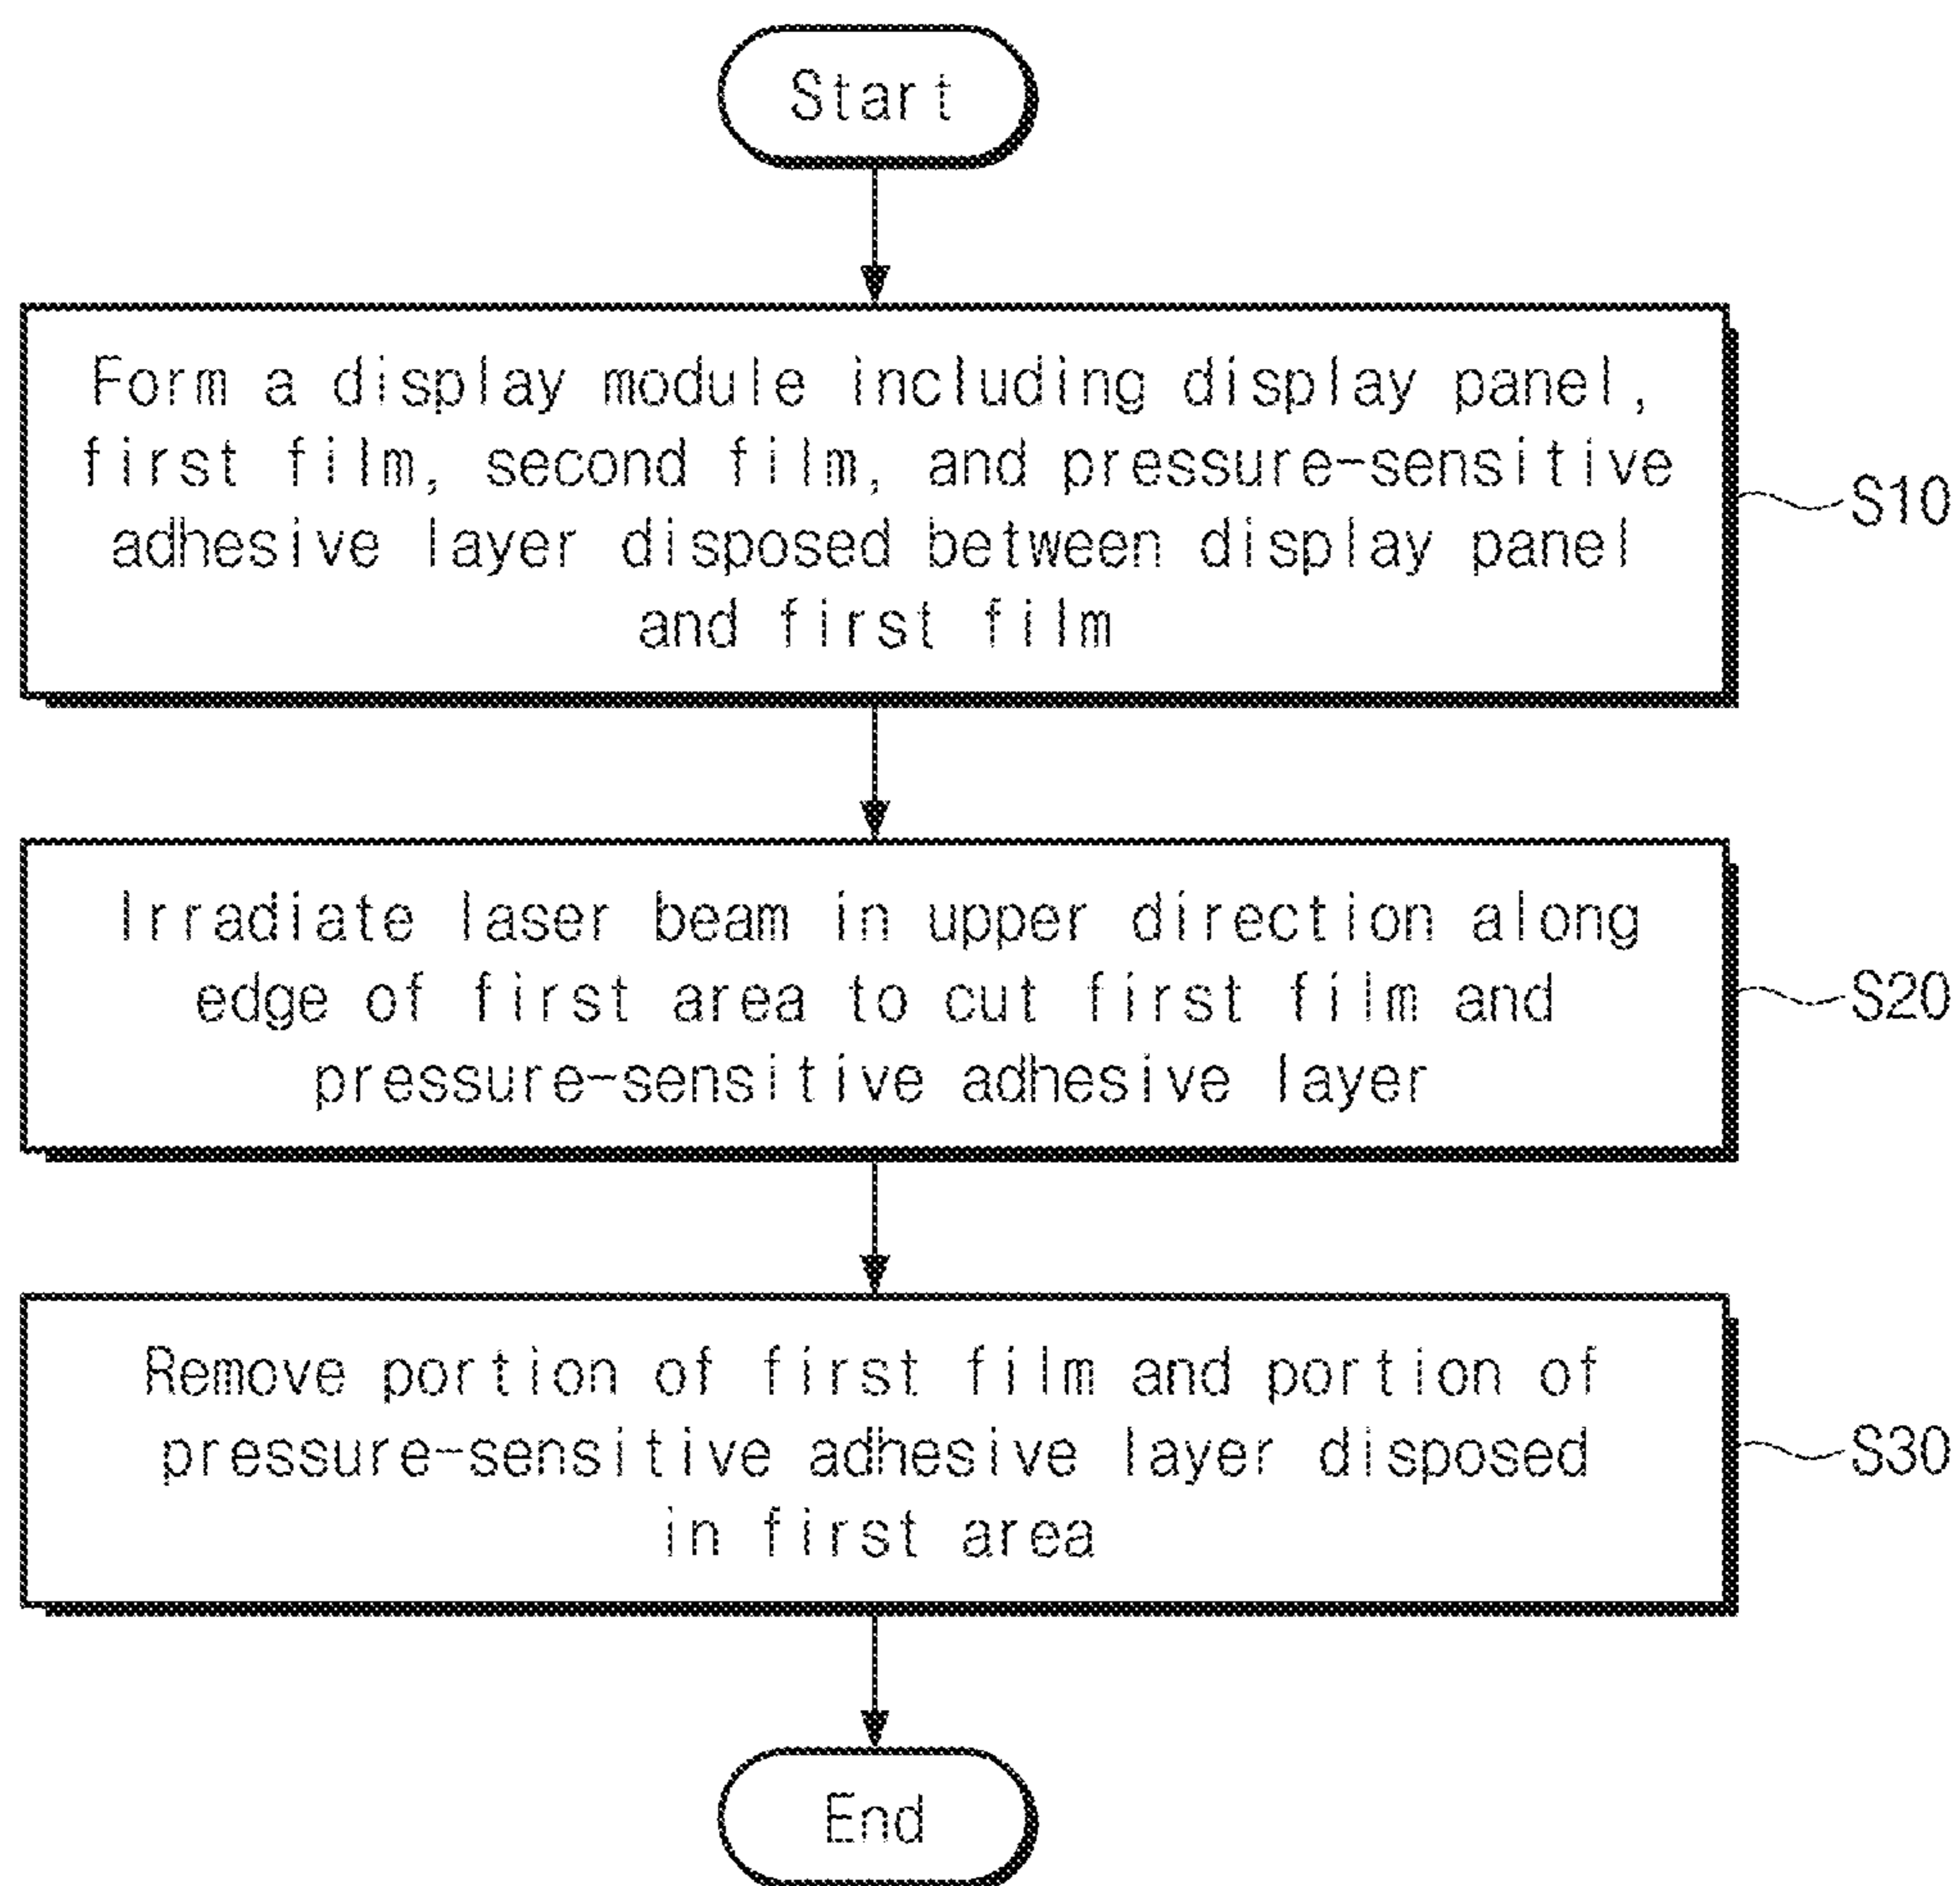 Start
Form a display module including display panel,
first film, second film, and pressure-sensitive
adhesive layer disposed between display panel
and first film
S10
Irradiate laser beam in upper direction along
edge of first area to cut first film and
pressure-sensitive adhesive layer
S20
Remove portion of first film and portion of
pressure-sensitive adhesive layer disposed
in first area
S30
End